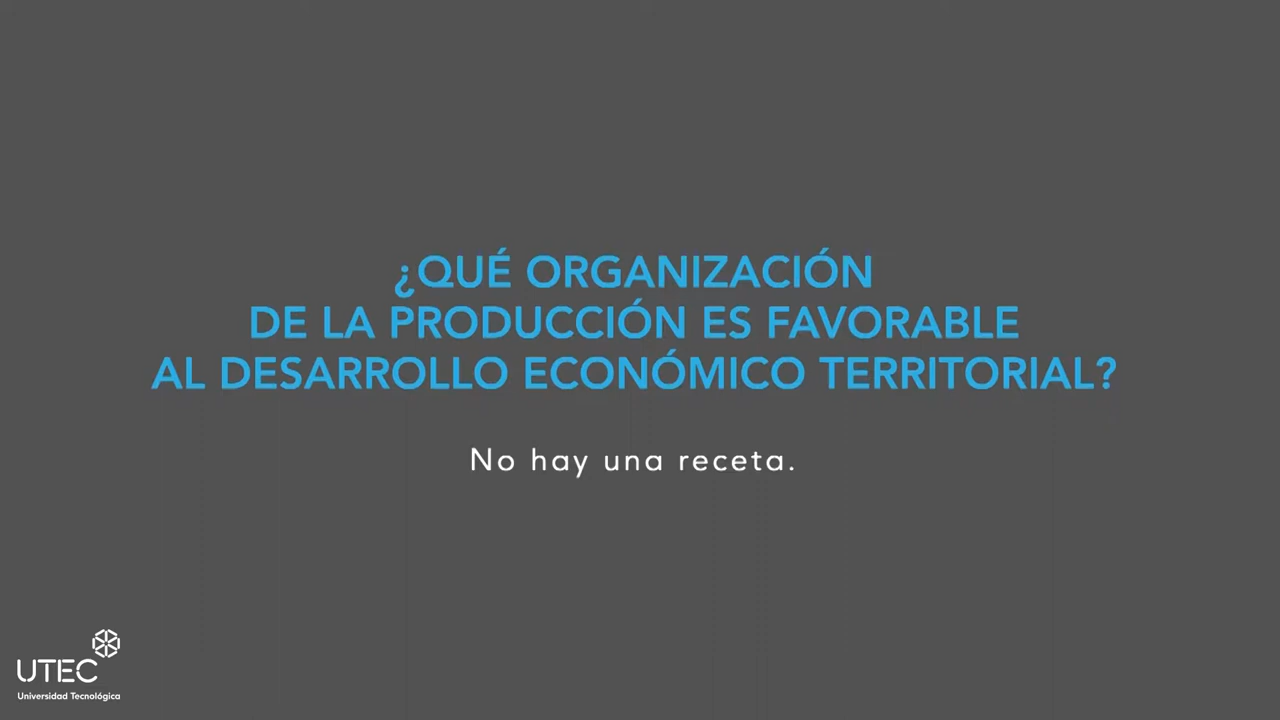 ¿QUÉ ORGANIZACIÓN
DE LA PRODUCCIÓN ES FAVORABLE
AL DESARROLLO ECONÓMICO TERRITORIAL?
No hay una receta.
UTEC
Universidad Tecnológica